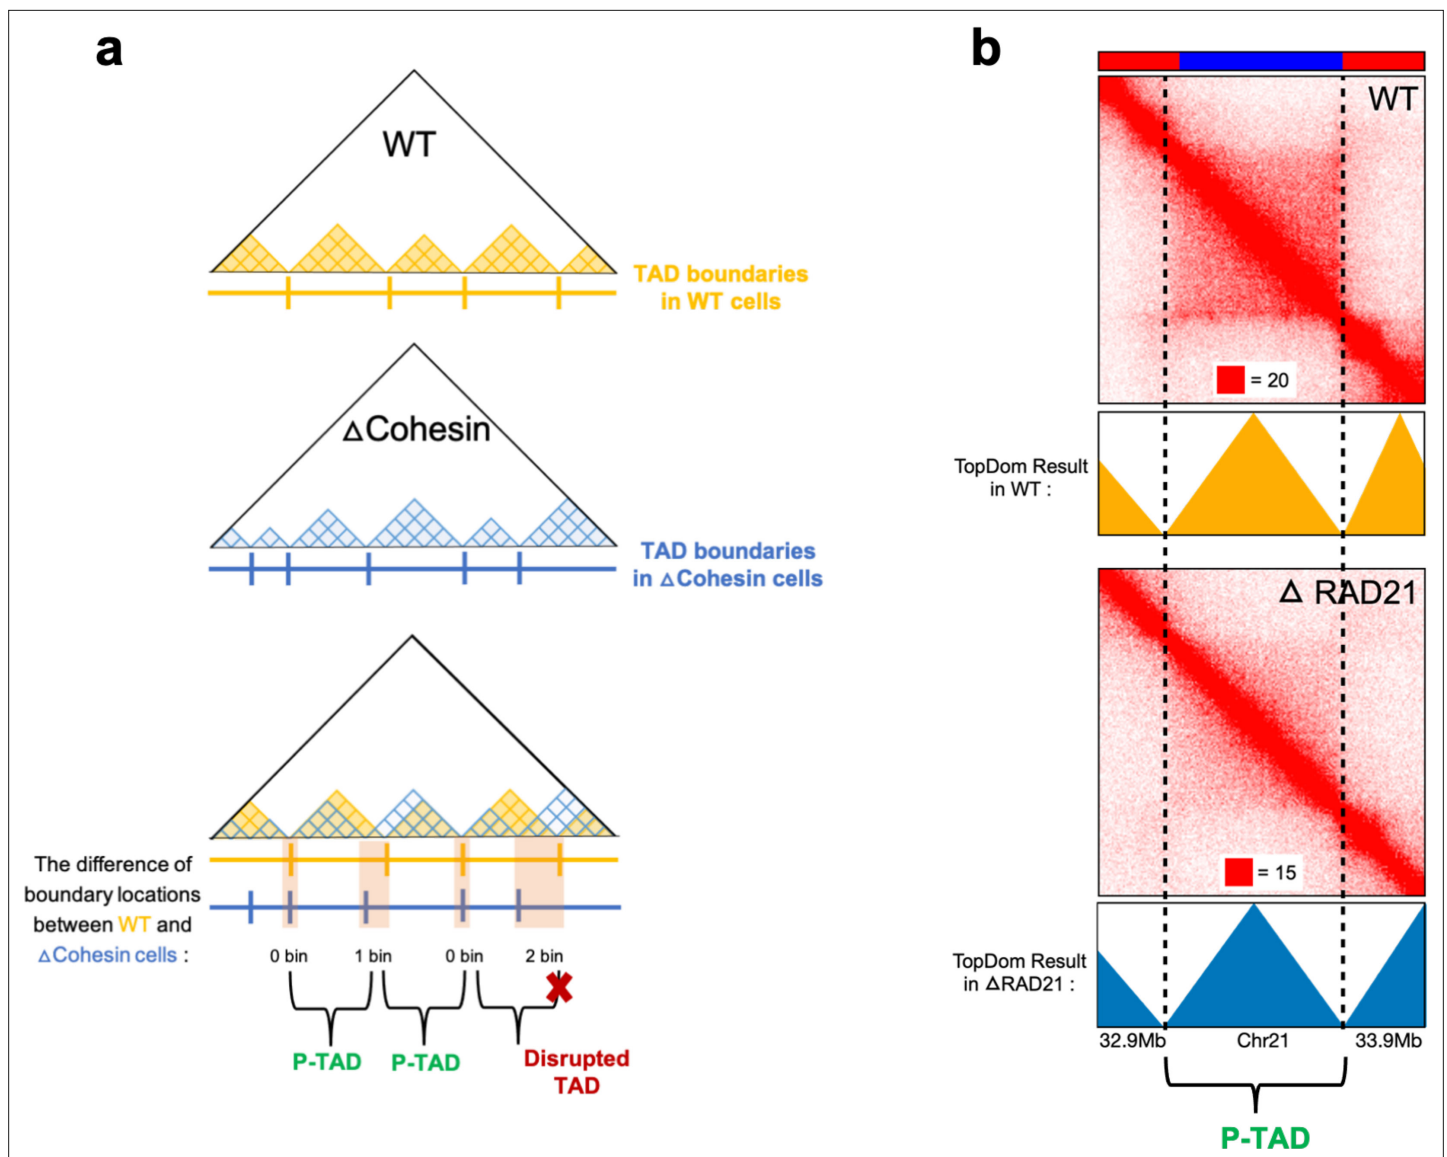 a
WT
TAD boundaries
in WT cells
△Cohesin
TAD boundaries
in △Cohesin cells
The difference of
boundary locations
between WT and
△Cohesin cells :
0 bin
1 bin
0 bin
2 bin
P-TAD
P-TAD
Disrupted
TAD
b
WT
= 20
TopDom Result
in WT :
△ RAD21
= 15
TopDom Result
in △RAD21 :
32.9Mb
Chr21
33.9Mb
P-TAD